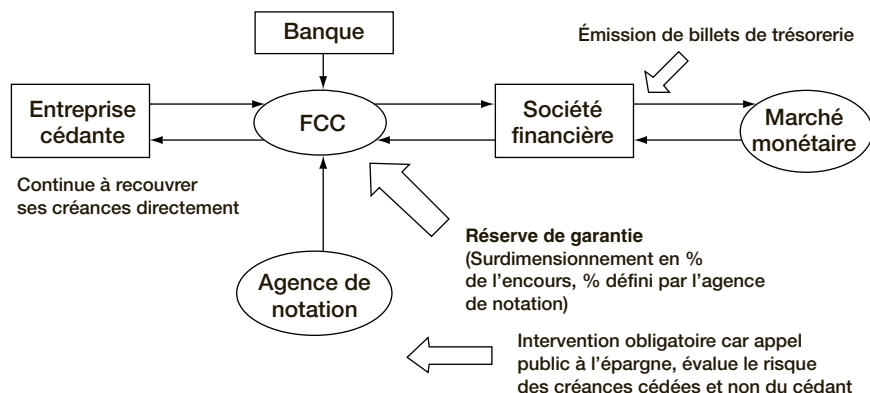 Banque
Émission de billets de trésorerie
Entreprise
cédante
FCC
Société
financière
Marché
monétaire
Continue à recouvrer
ses créances directement
Réserve de garantie
(Surdimensionnement en %
de l’encours, % défini par l’agence
de notation)
Agence de
notation
Intervention obligatoire car appel
public à l’épargne, évalue le risque
des créances cédées et non du cédant